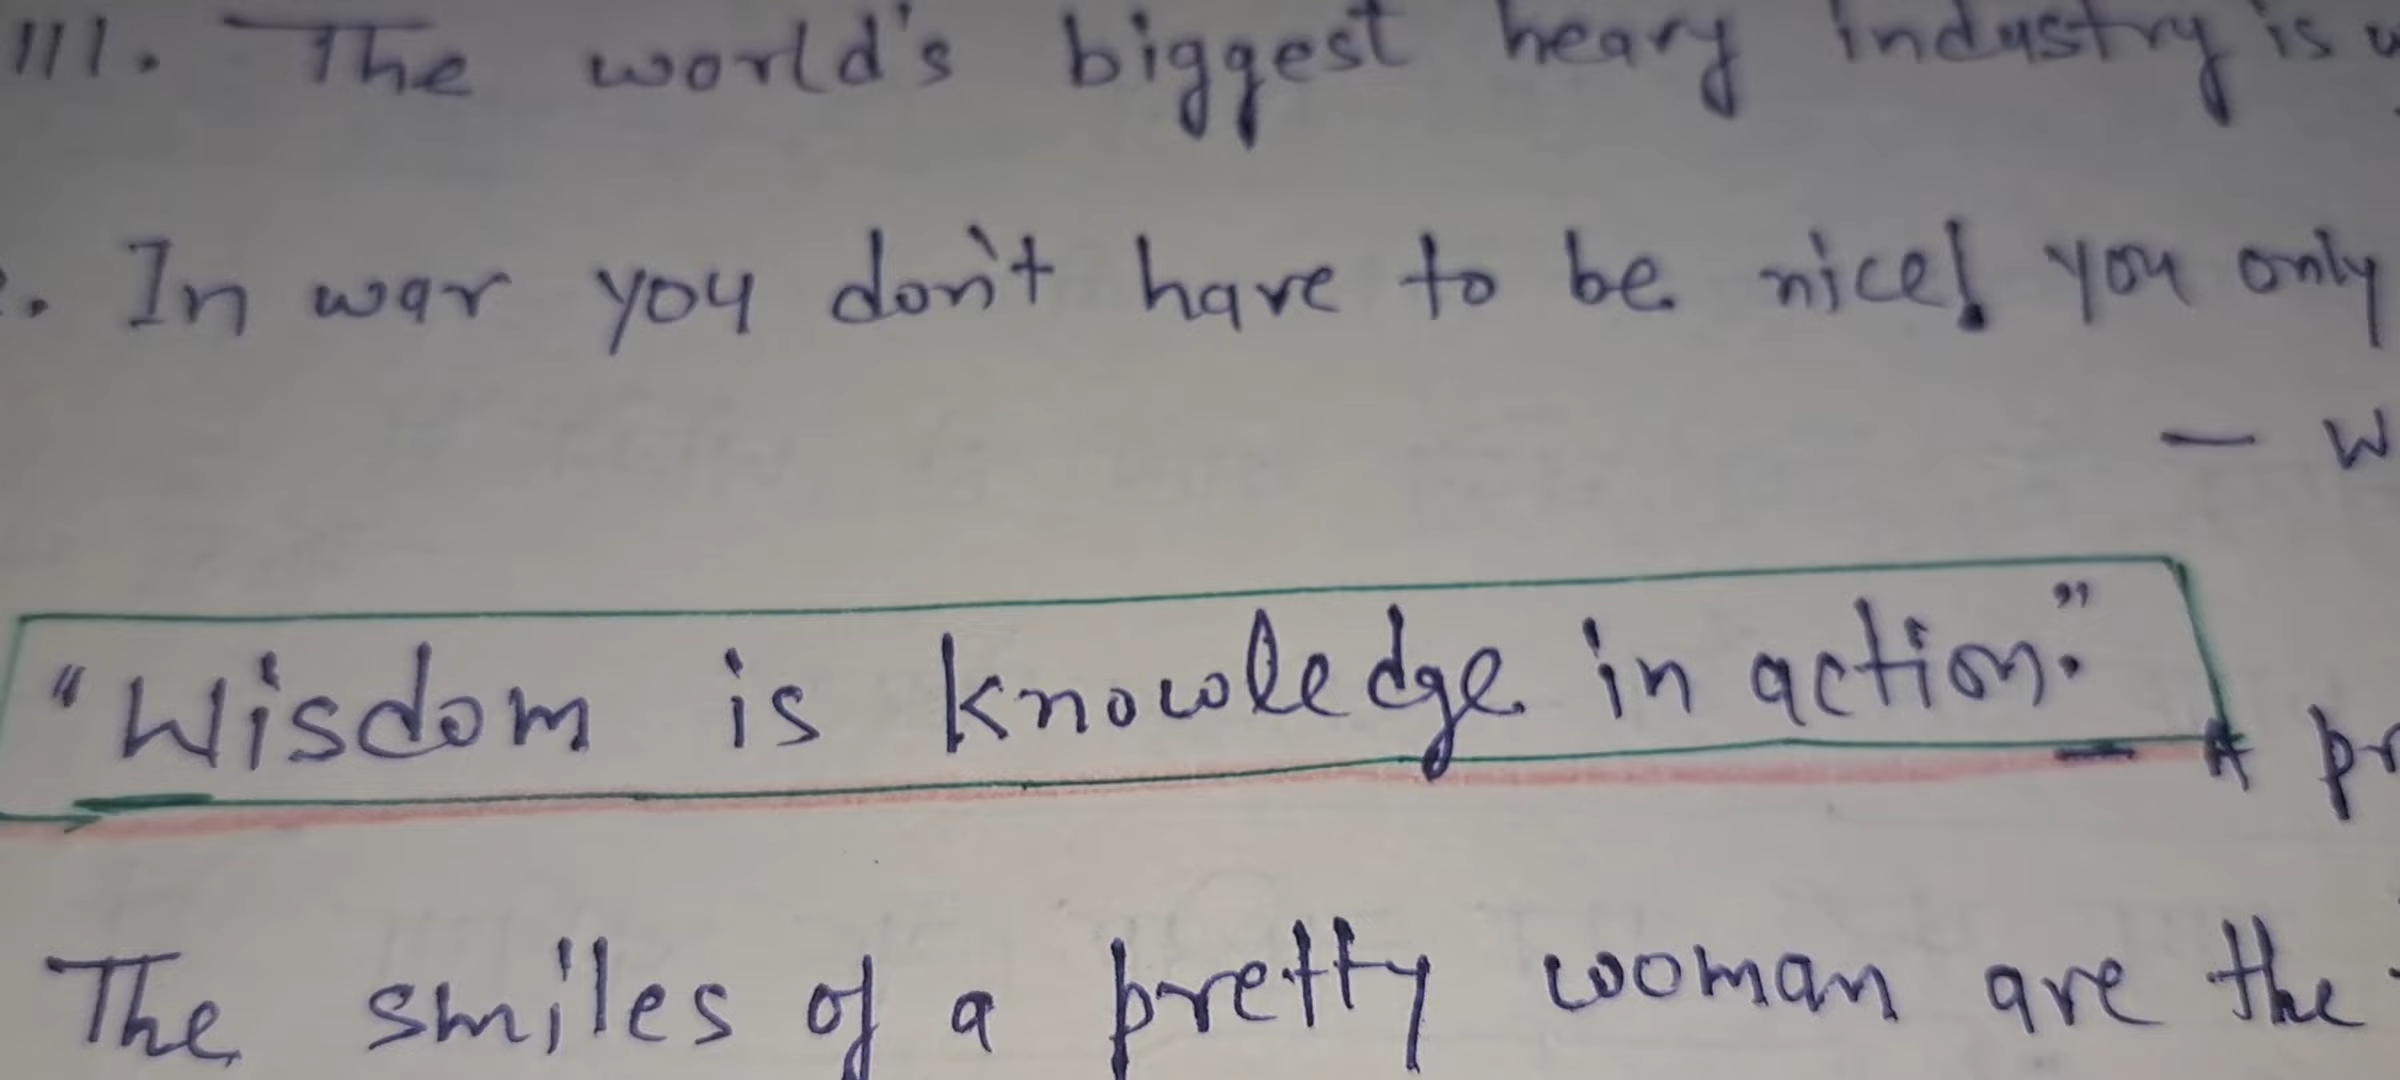 111. The world's biggest heavy industry is
. In war you don't have to be nice! you only
— W
"Wisdom is knowledge in action."
— A pr
The smiles of a pretty woman are the